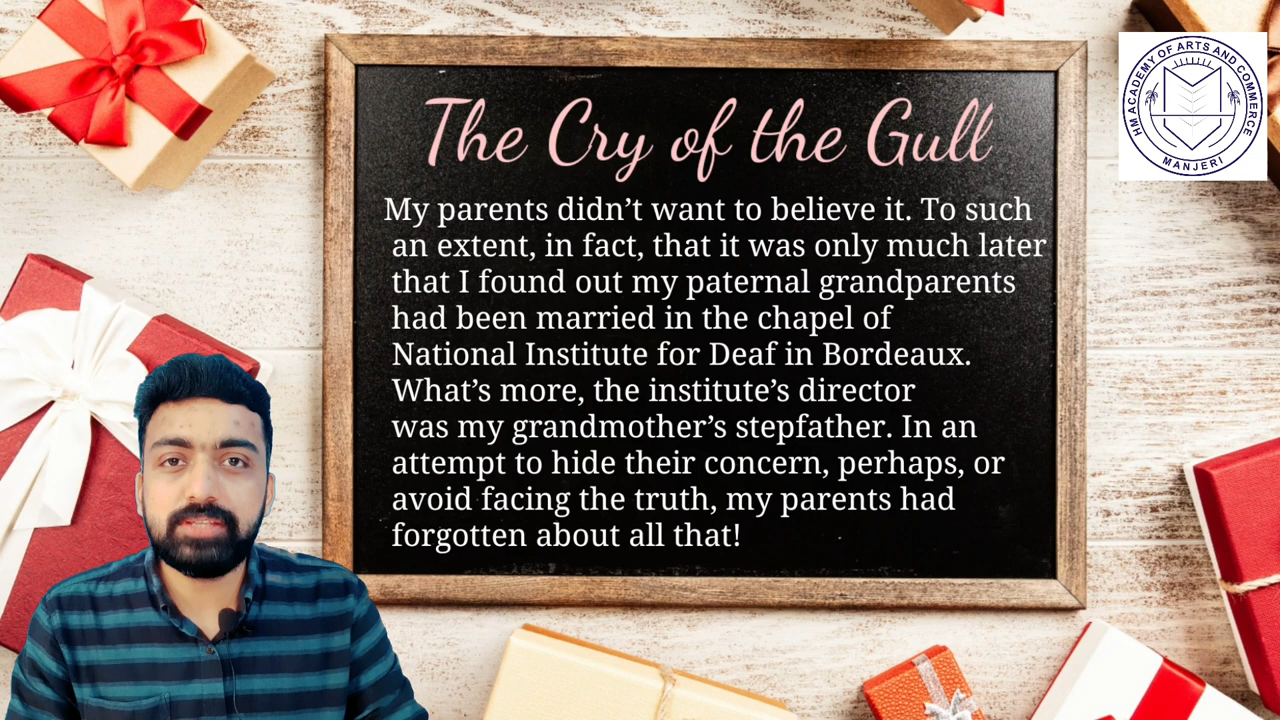 The Cry of the Gull
My parents didn’t want to believe it. To such
an extent, in fact, that it was only much later
that I found out my paternal grandparents
had been married in the chapel of
National Institute for Deaf in Bordeaux.
What’s more, the institute’s director
was my grandmother’s stepfather. In an
attempt to hide their concern, perhaps, or
avoid facing the truth, my parents had
forgotten about all that!
HM ACADEMY OF ARTS AND COMMERCE
MANJERI